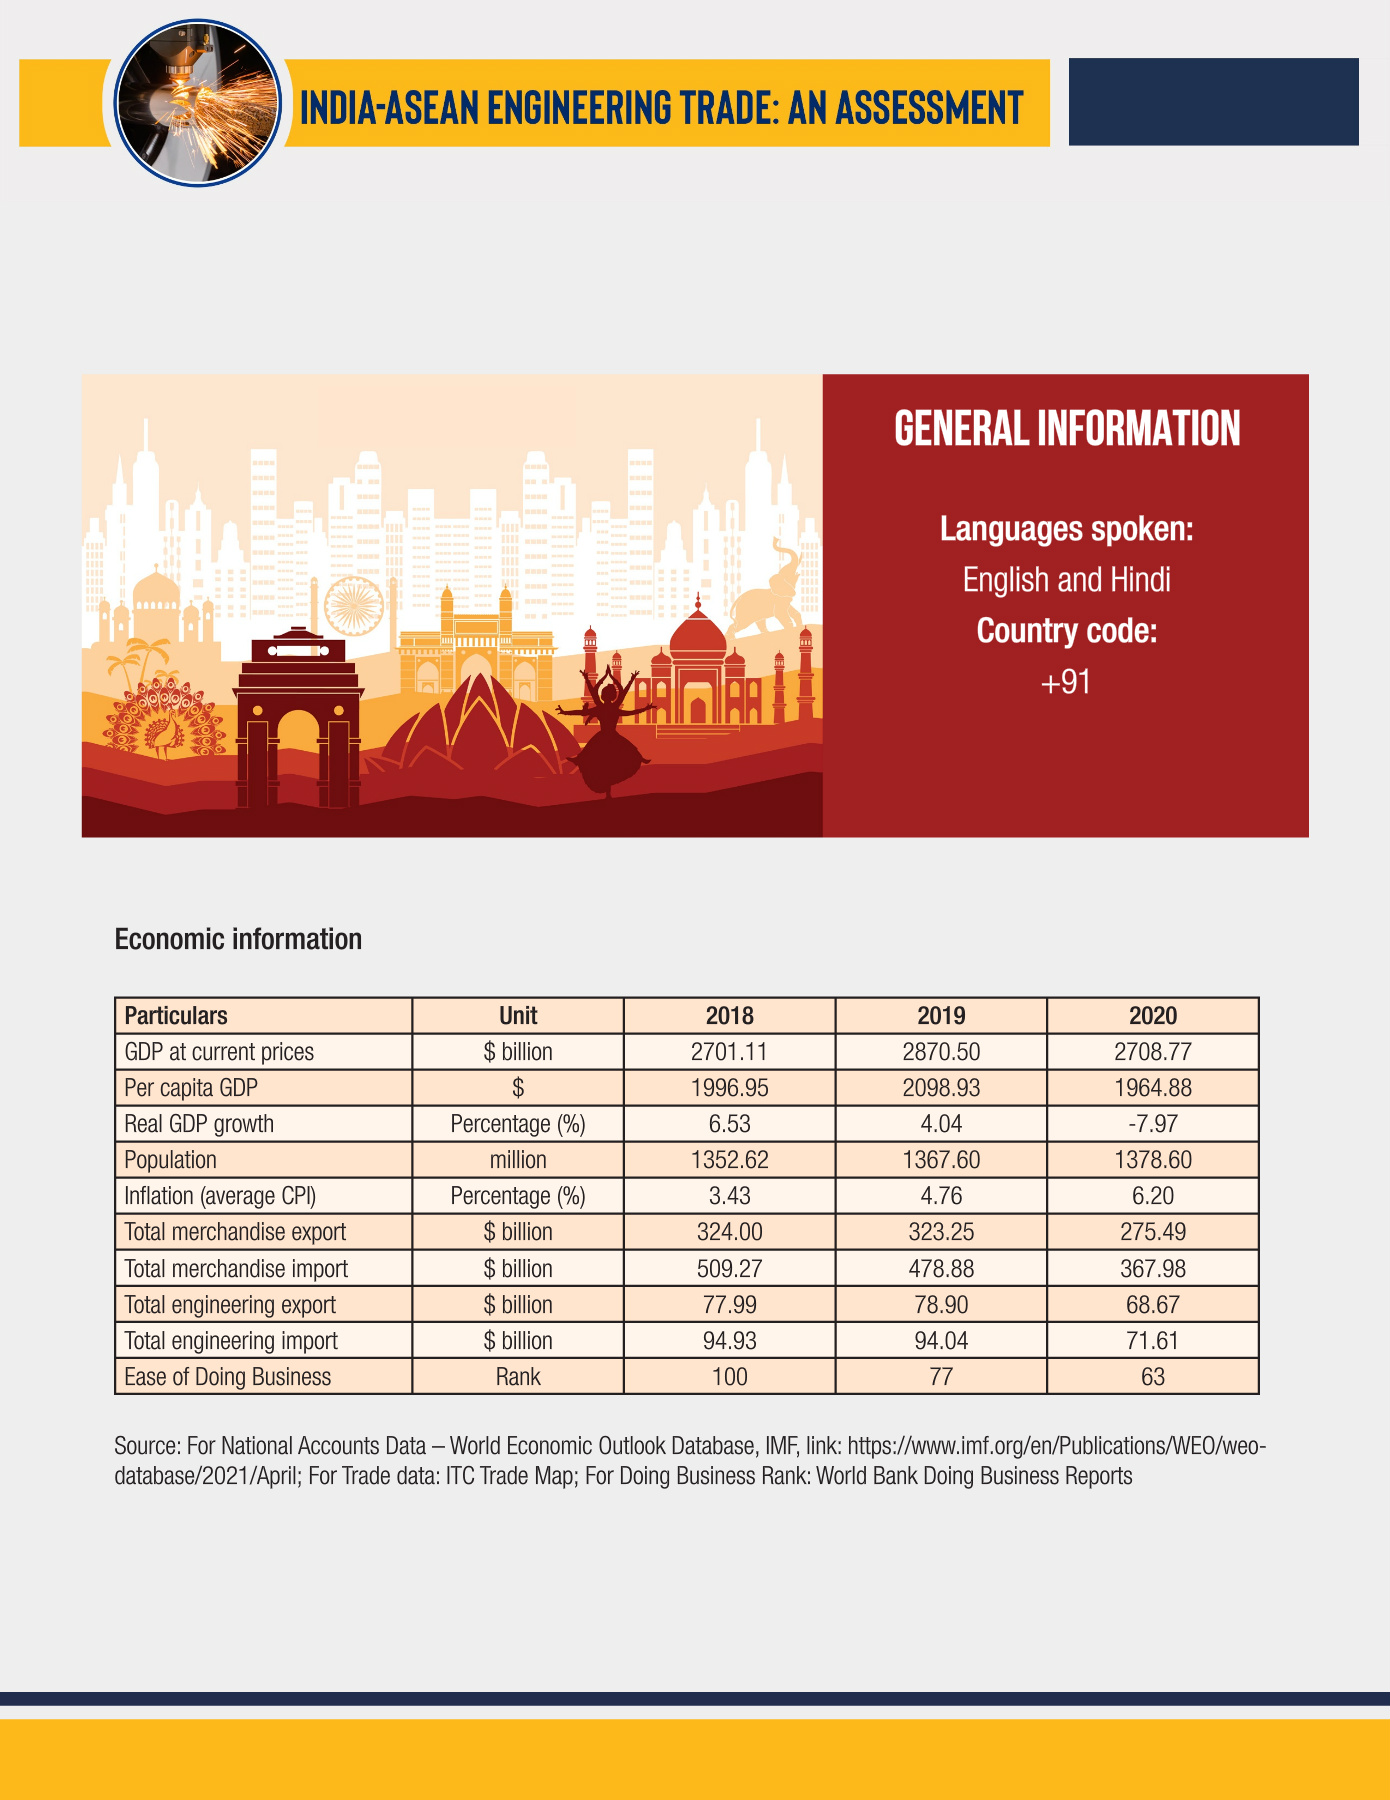 INDIA-ASEAN ENGINEERING TRADE: AN ASSESSMENT
GENERAL INFORMATION
Languages spoken:
English and Hindi
Country code:
+91
Economic information
Particulars Unit 2018 2019 2020
GDP at current prices $ billion 2701.11 2870.50 2708.77
Per capita GDP $ 1996.95 2098.93 1964.88
Real GDP growth Percentage (%) 6.53 4.04 -7.97
Population million 1352.62 1367.60 1378.60
Inflation (average CPI) Percentage (%) 3.43 4.76 6.20
Total merchandise export $ billion 324.00 323.25 275.49
Total merchandise import $ billion 509.27 478.88 367.98
Total engineering export $ billion 77.99 78.90 68.67
Total engineering import $ billion 94.93 94.04 71.61
Ease of Doing Business Rank 100 77 63
Source: For National Accounts Data – World Economic Outlook Database, IMF, link: https://www.imf.org/en/Publications/WEO/weo-
database/2021/April; For Trade data: ITC Trade Map; For Doing Business Rank: World Bank Doing Business Reports